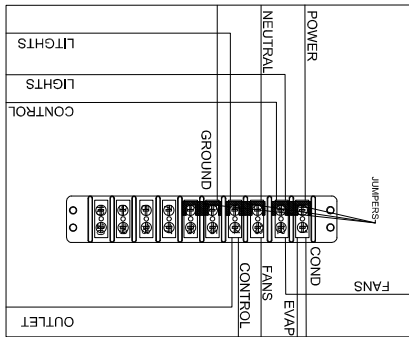 LITGHTS
LIGHTS
CONTROL
NEUTRAL
POWER
GROUND
JUMPERS
CONTROL
FANS
EVAP
COND
FANS
OUTLET